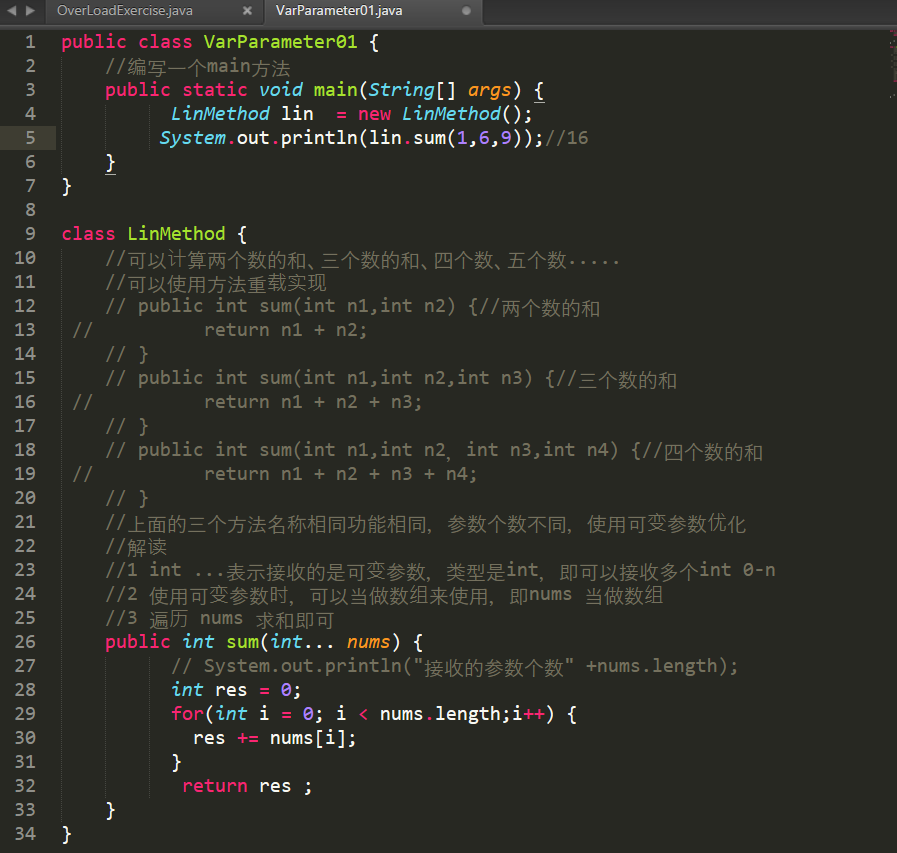 OverLoadExercise.java × VarParameter01.java
1 public class VarParameter01 {
2 //编写一个main方法
3 public static void main(String[] args) {
4 LinMethod lin  = new LinMethod();
5 System.out.println(lin.sum(1,6,9));//16
6 }
7 }
8
9 class LinMethod {
10 //可以计算两个数的和、三个数的和、四个数、五个数.....
11 //可以使用方法重载实现
12 // public int sum(int n1,int n2) {//两个数的和
13 //          return n1 + n2;
14 // }
15 // public int sum(int n1,int n2,int n3) {//三个数的和
16 //          return n1 + n2 + n3;
17 // }
18 // public int sum(int n1,int n2, int n3,int n4) {//四个数的和
19 //          return n1 + n2 + n3 + n4;
20 // }
21 //上面的三个方法名称相同功能相同, 参数个数不同, 使用可变参数优化
22 //解读
23 //1 int ...表示接收的是可变参数, 类型是int, 即可以接收多个int 0-n
24 //2 使用可变参数时, 可以当做数组来使用, 即nums 当做数组
25 //3 遍历 nums 求和即可
26 public int sum(int... nums) {
27 // System.out.println("接收的参数个数" +nums.length);
28 int res = 0;
29 for(int i = 0; i < nums.length;i++) {
30 res += nums[i];
31 }
32 return res ;
33 }
34 }